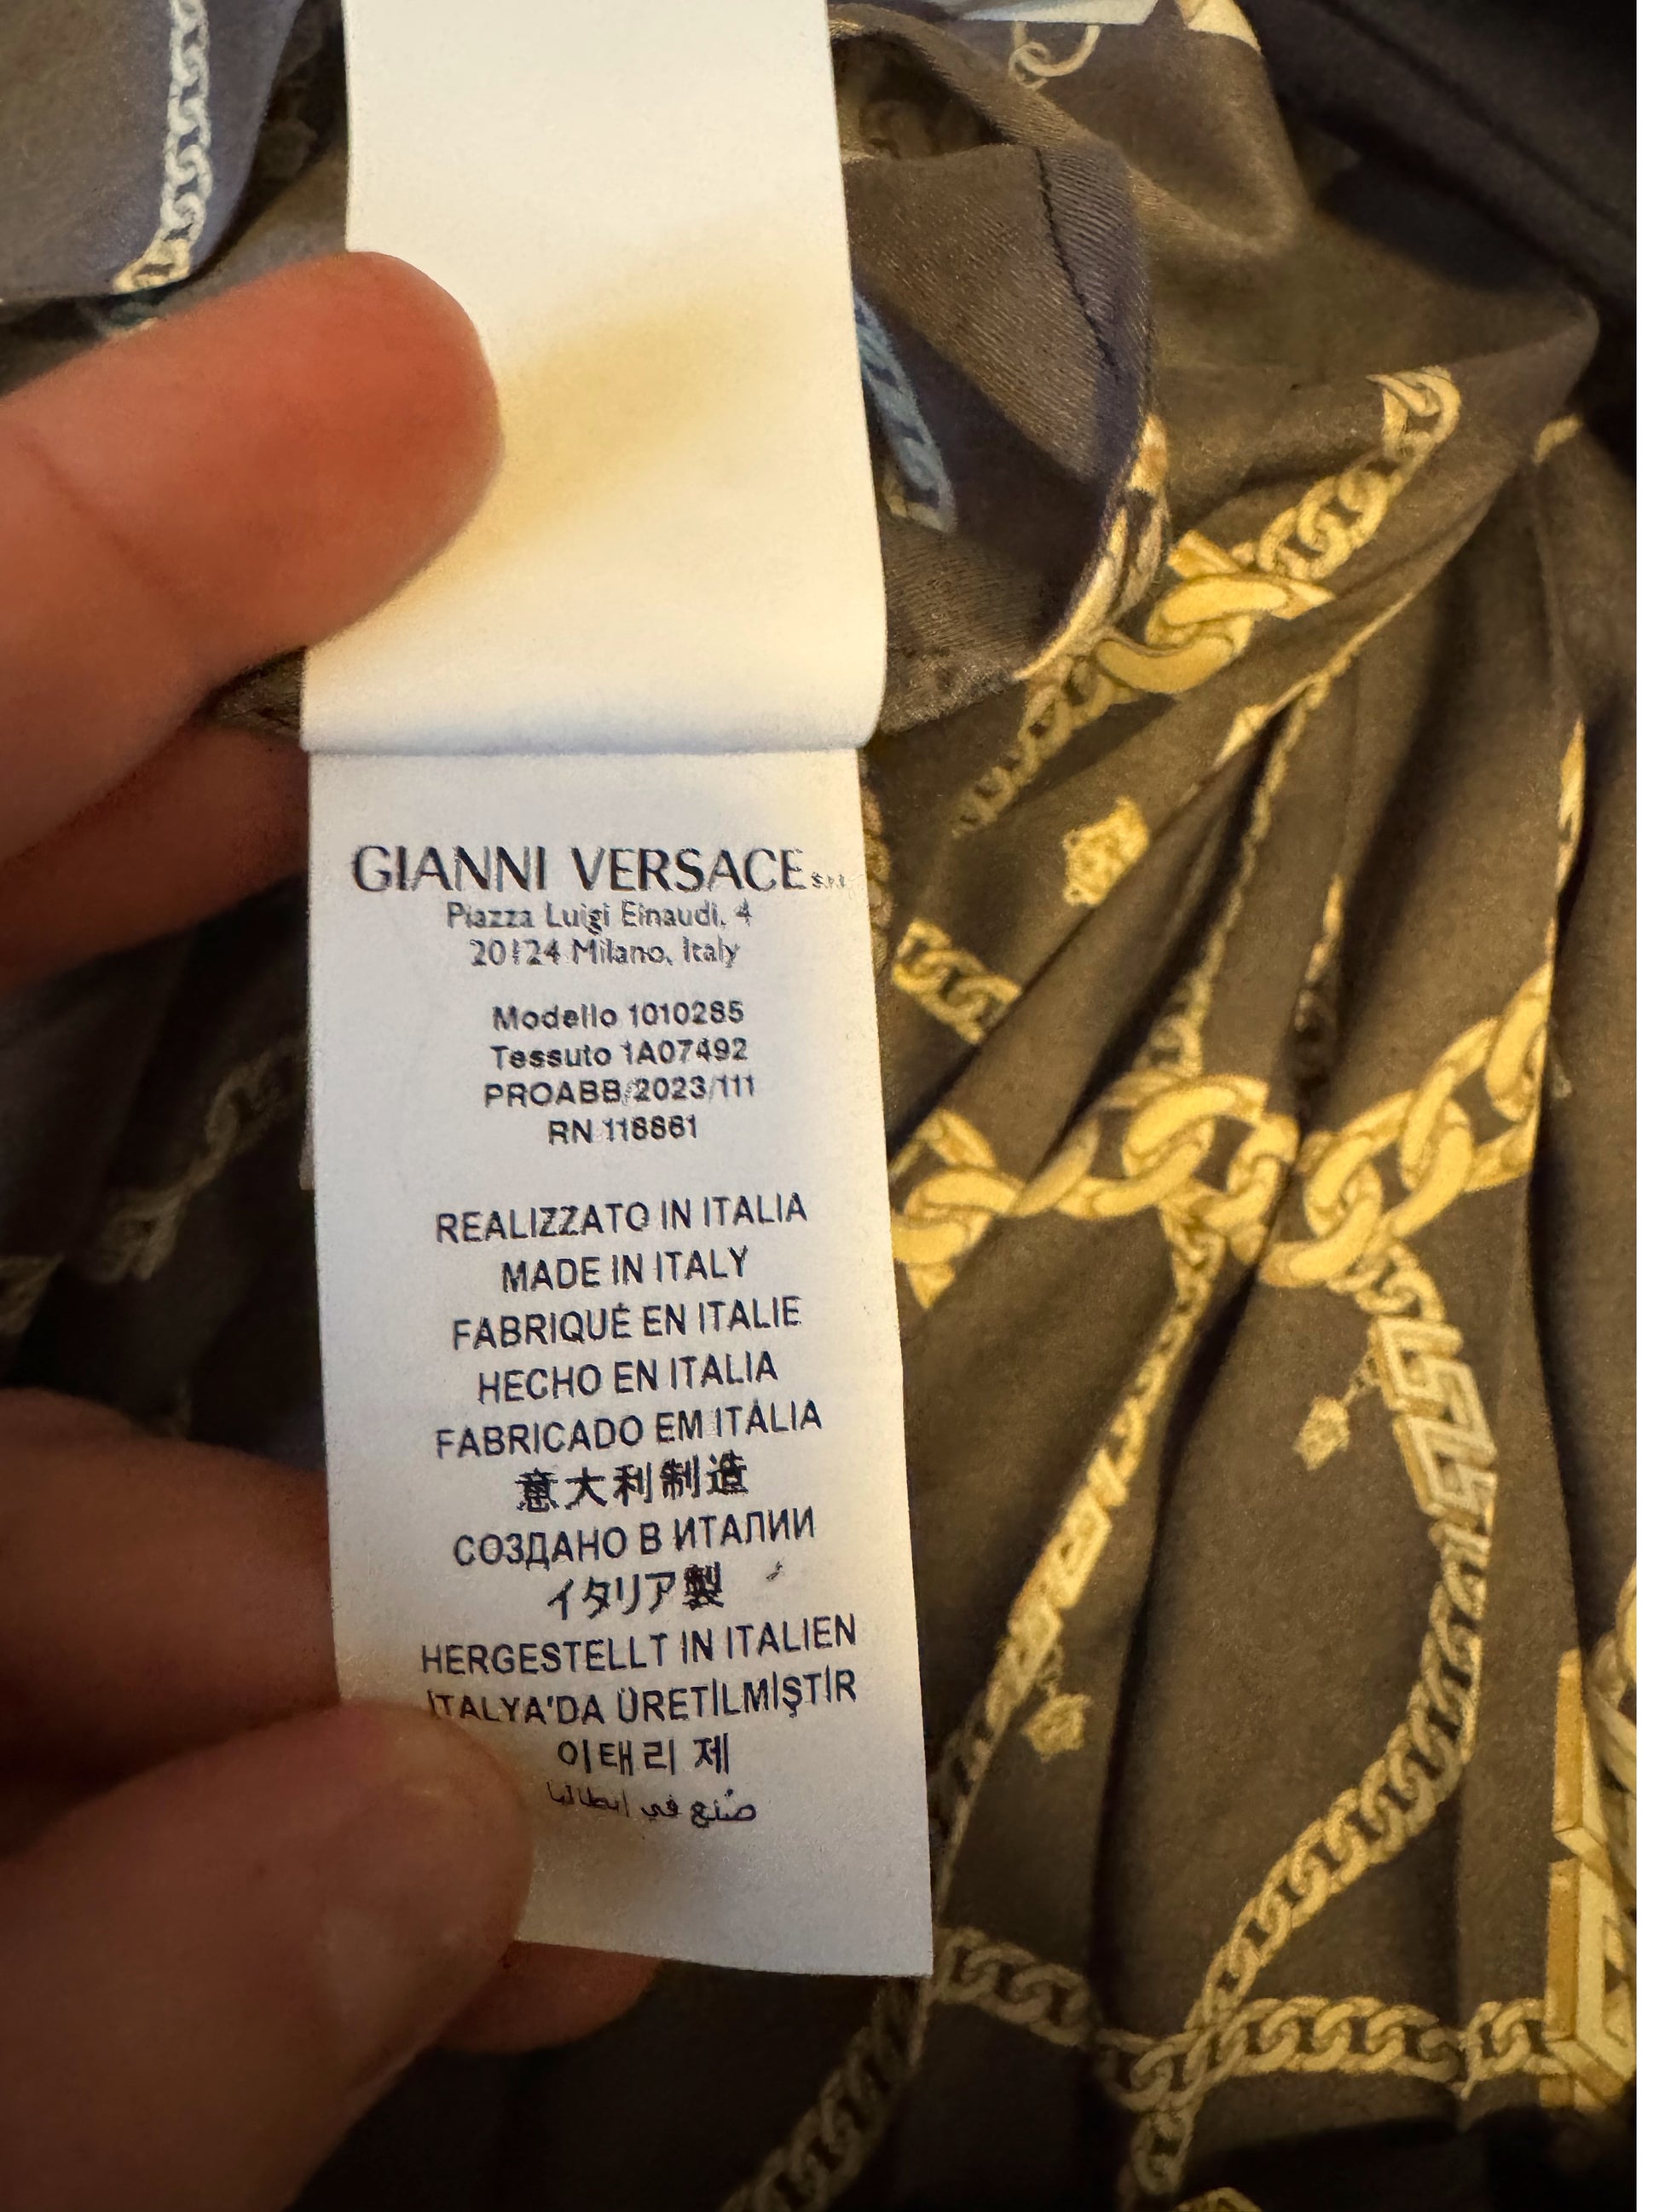 GIANNI VERSACE S.r.l.
Piazza Luigi Einaudi, 4
20124 Milano, Italy
Modello 1010285
Tessuto 1A07492
PROABB/2023/111
RN 118861
REALIZZATO IN ITALIA
MADE IN ITALY
FABRIQUÉ EN ITALIE
HECHO EN ITALIA
FABRICADO EM ITÁLIA
意大利制造
СОЗДАНО В ИТАЛИИ
イタリア製
HERGESTELLT IN ITALIEN
İTALYA'DA ÜRETİLMİŞTİR
이태리 제
صُنع في ايطاليا